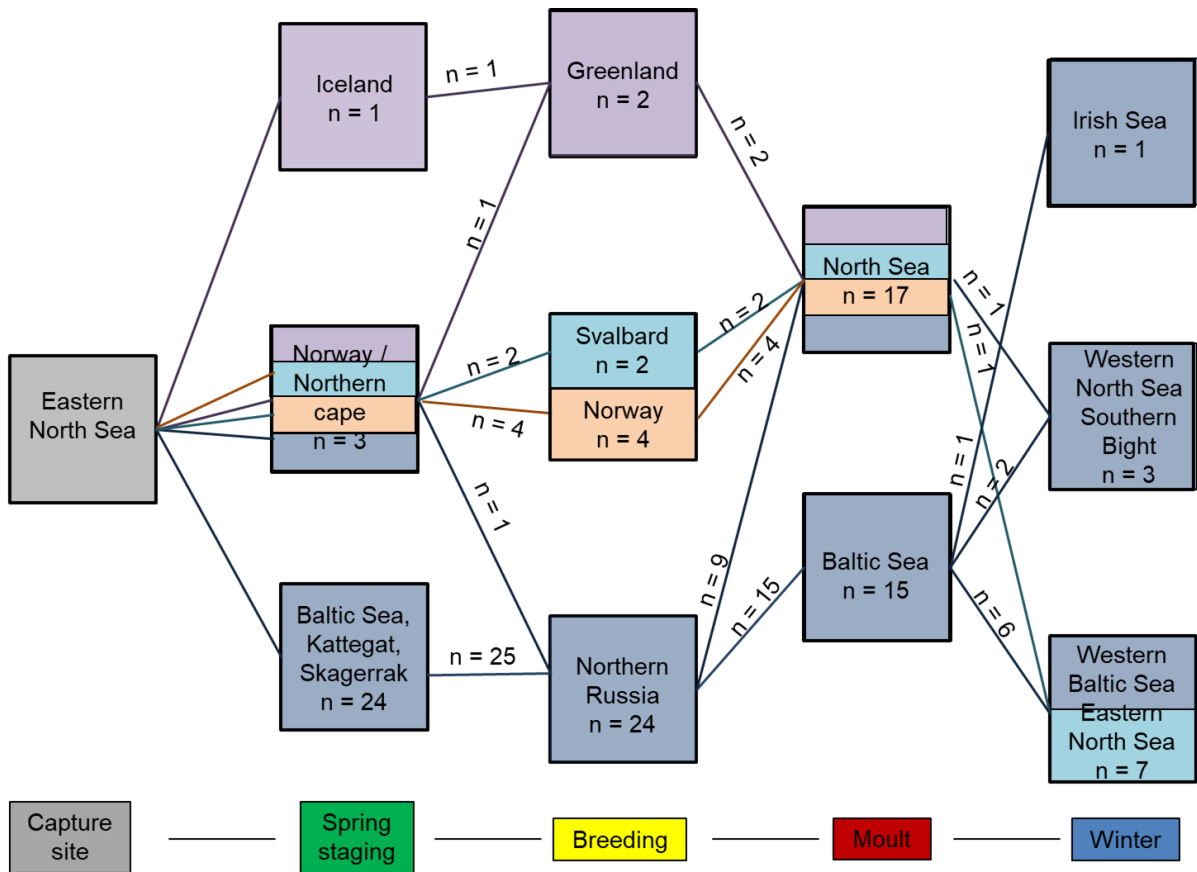 Eastern
North Sea
Iceland
n = 1
Norway /
Northern
cape
n = 3
Baltic Sea,
Kattegat,
Skagerrak
n = 24
n = 1
n = 1
n = 2
n = 4
n = 1
n = 25
Greenland
n = 2
Svalbard
n = 2
Norway
n = 4
Northern
Russia
n = 24
n = 2
n = 2
n = 4
n = 9
n = 15
North Sea
n = 17
Baltic Sea
n = 15
n = 1
n = 1
n = 1
n = 2
n = 6
Irish Sea
n = 1
Western
North Sea
Southern
Bight
n = 3
Western
Baltic Sea
Eastern
North Sea
n = 7
Capture
site
Spring
staging
Breeding
Moult
Winter